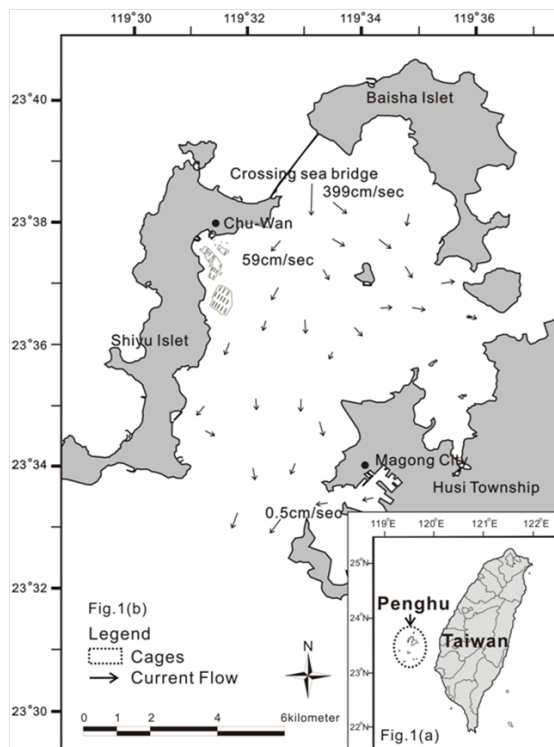 119°30 119°32 119°34 119°36
23°40
Baisha Islet
Crossing sea bridge
399cm/sec
23°38
Chu-Wan
59cm/sec
23°36
Shiyu Islet
23°34
Magong City
Husi Township
0.5cm/sec
23°32
119°E 120°E 121°E 122°E
25°N
Fig.1(b)
Legend
Cages
Current Flow
N
Penghu
24°N
Taiwan
23°N
23°30
0 1 2 4 6kilometer
22°N
Fig.1(a)